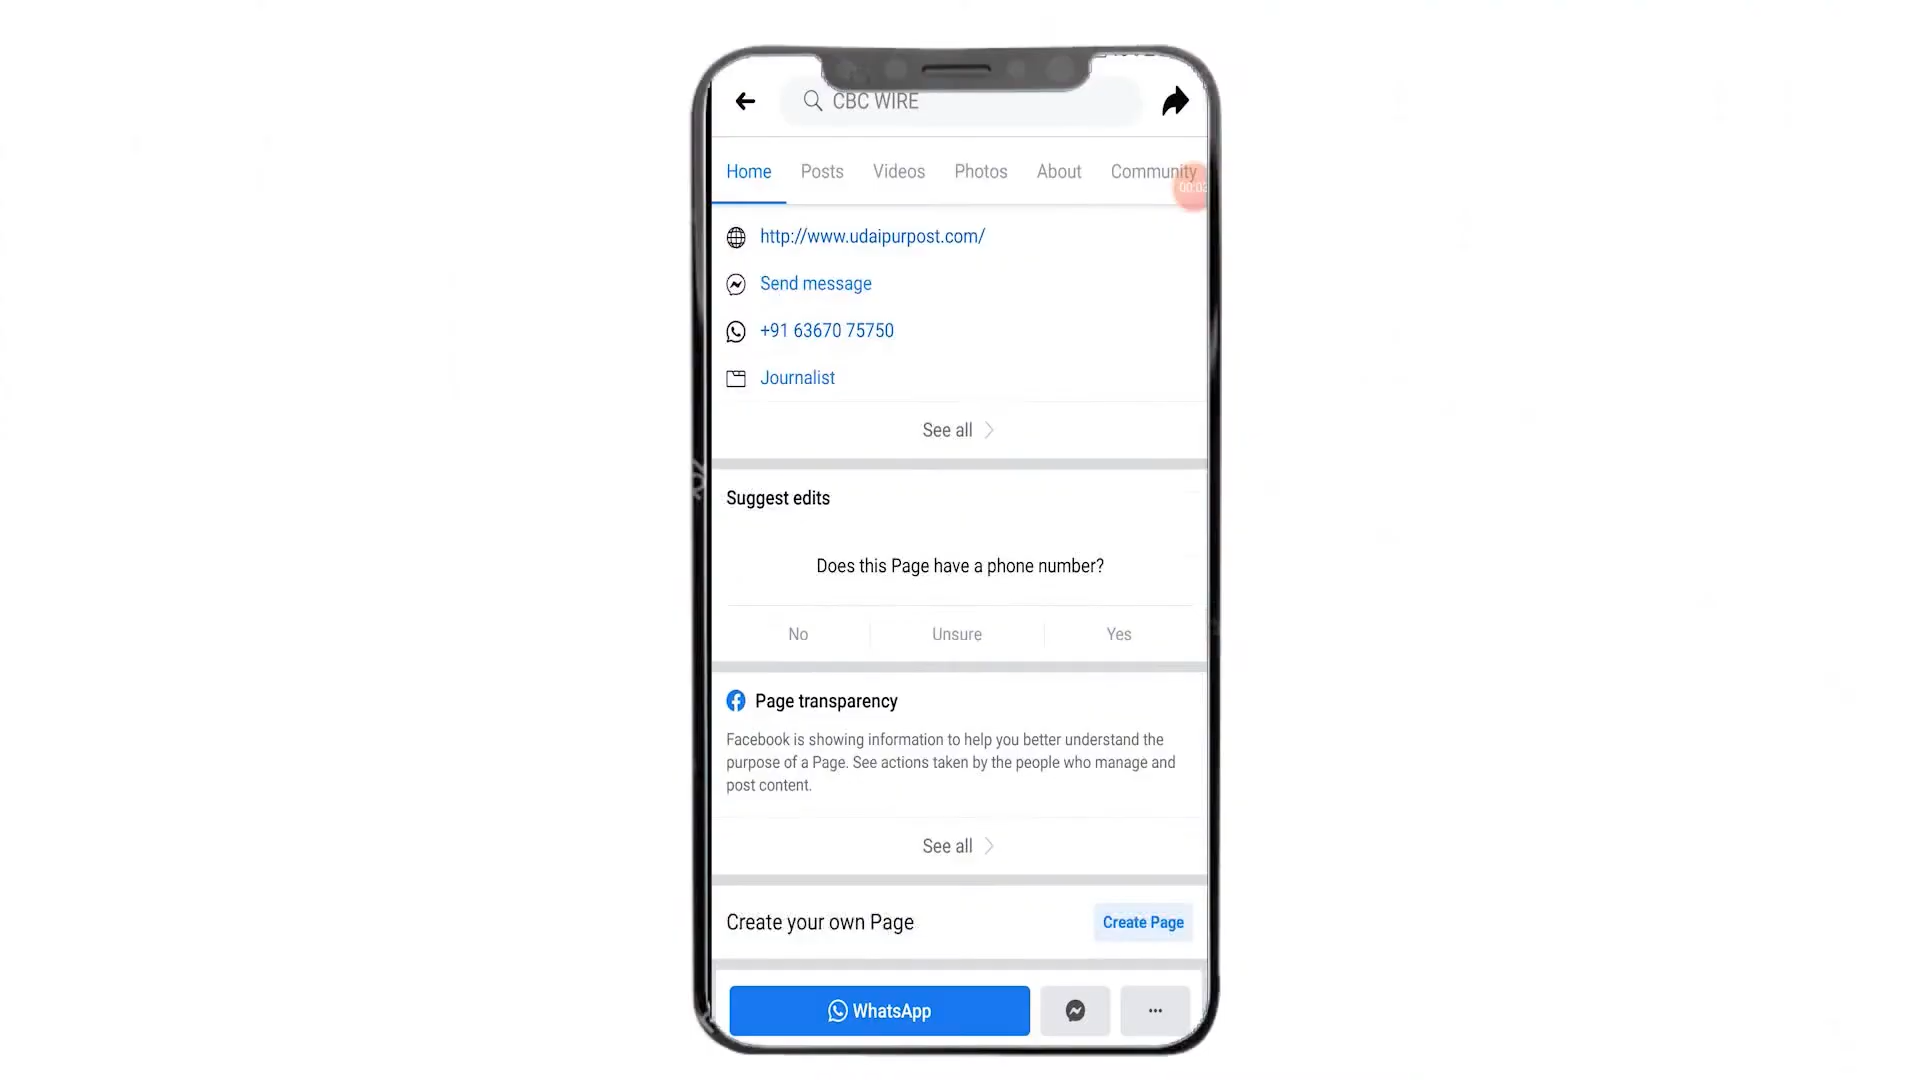 CBC WIRE
Home Posts Videos Photos About Community
http://www.udaipurpost.com/
Send message
+91 63670 75750
Journalist
See all
Suggest edits
Does this Page have a phone number?
No Unsure Yes
Page transparency
Facebook is showing information to help you better understand the
purpose of a Page. See actions taken by the people who manage and
post content.
See all
Create your own Page Create Page
WhatsApp